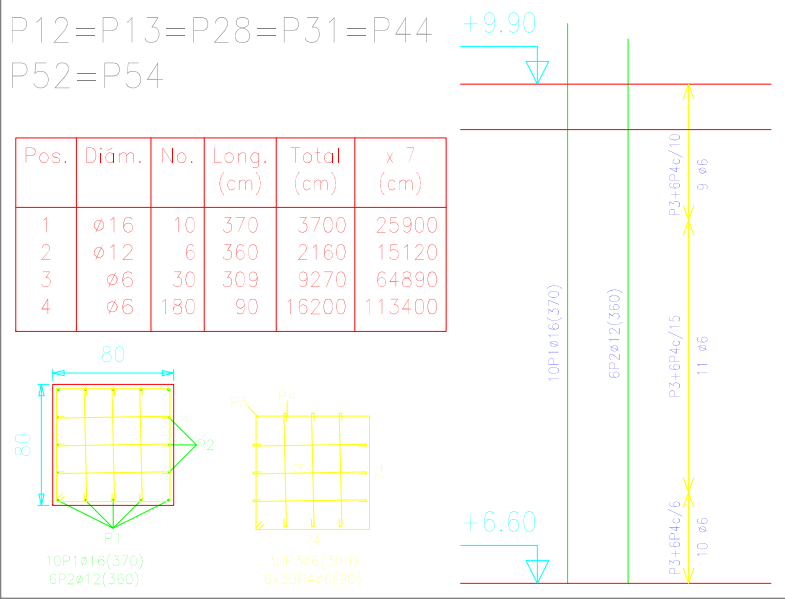 P12=P13=P28=P31=P44
P52=P54
Pos. Diám. No. Long. (cm) Total (cm) x 7 (cm)
1 ø16 10 370 3700 25900
2 ø12 6 360 2160 15120
3 ø6 30 309 9270 64890
4 ø6 180 90 16200 113400
80
80
P2
P1
10P1ø16(370)
6P2ø12(360)
P3
P4
74
+9.90
+6.60
10P1ø16(370)
6P2ø12(360)
P3+6P4c/10
9 ø6
P3+6P4c/15
11 ø6
P3+6P4c/6
10 ø6